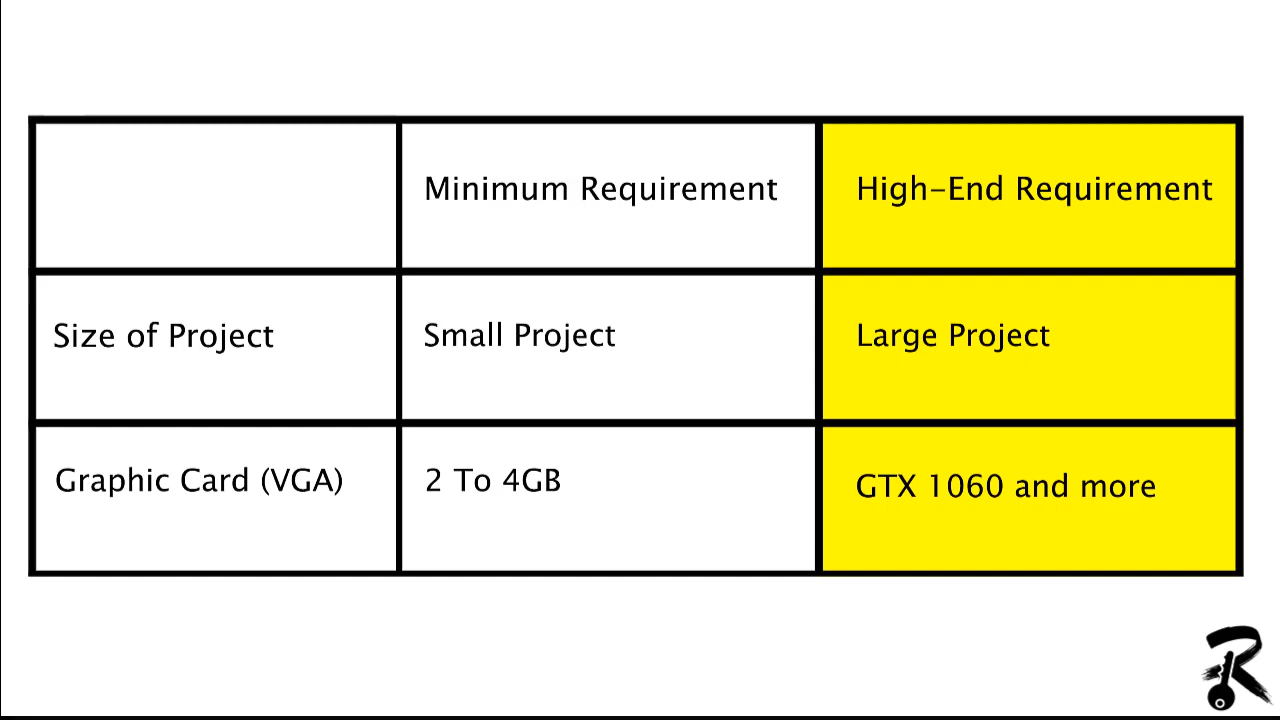 Minimum Requirement
High-End Requirement
Size of Project
Small Project
Large Project
Graphic Card (VGA)
2 To 4GB
GTX 1060 and more